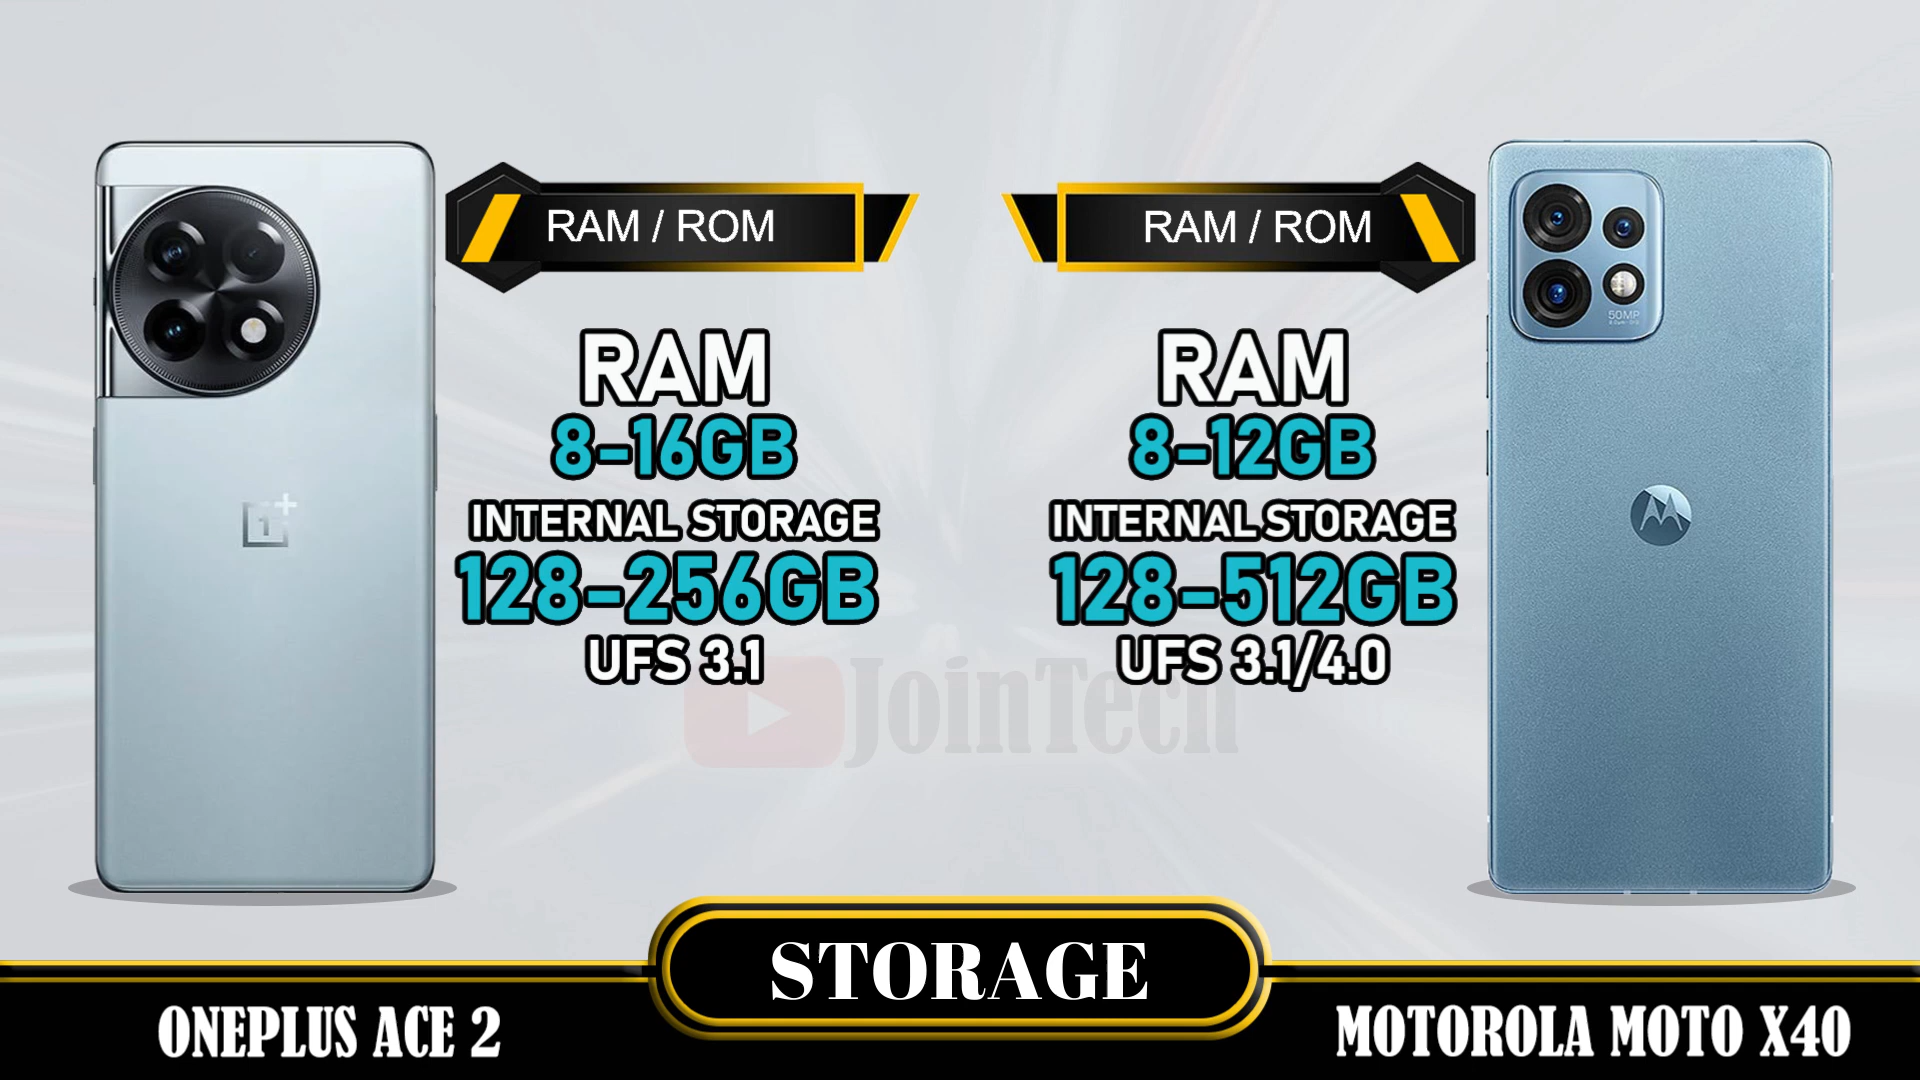 RAM / ROM
RAM
8-16GB
INTERNAL STORAGE
128-256GB
UFS 3.1
RAM / ROM
RAM
8-12GB
INTERNAL STORAGE
128-512GB
UFS 3.1/4.0
50MP
JoinTech
STORAGE
ONEPLUS ACE 2
MOTOROLA MOTO X40